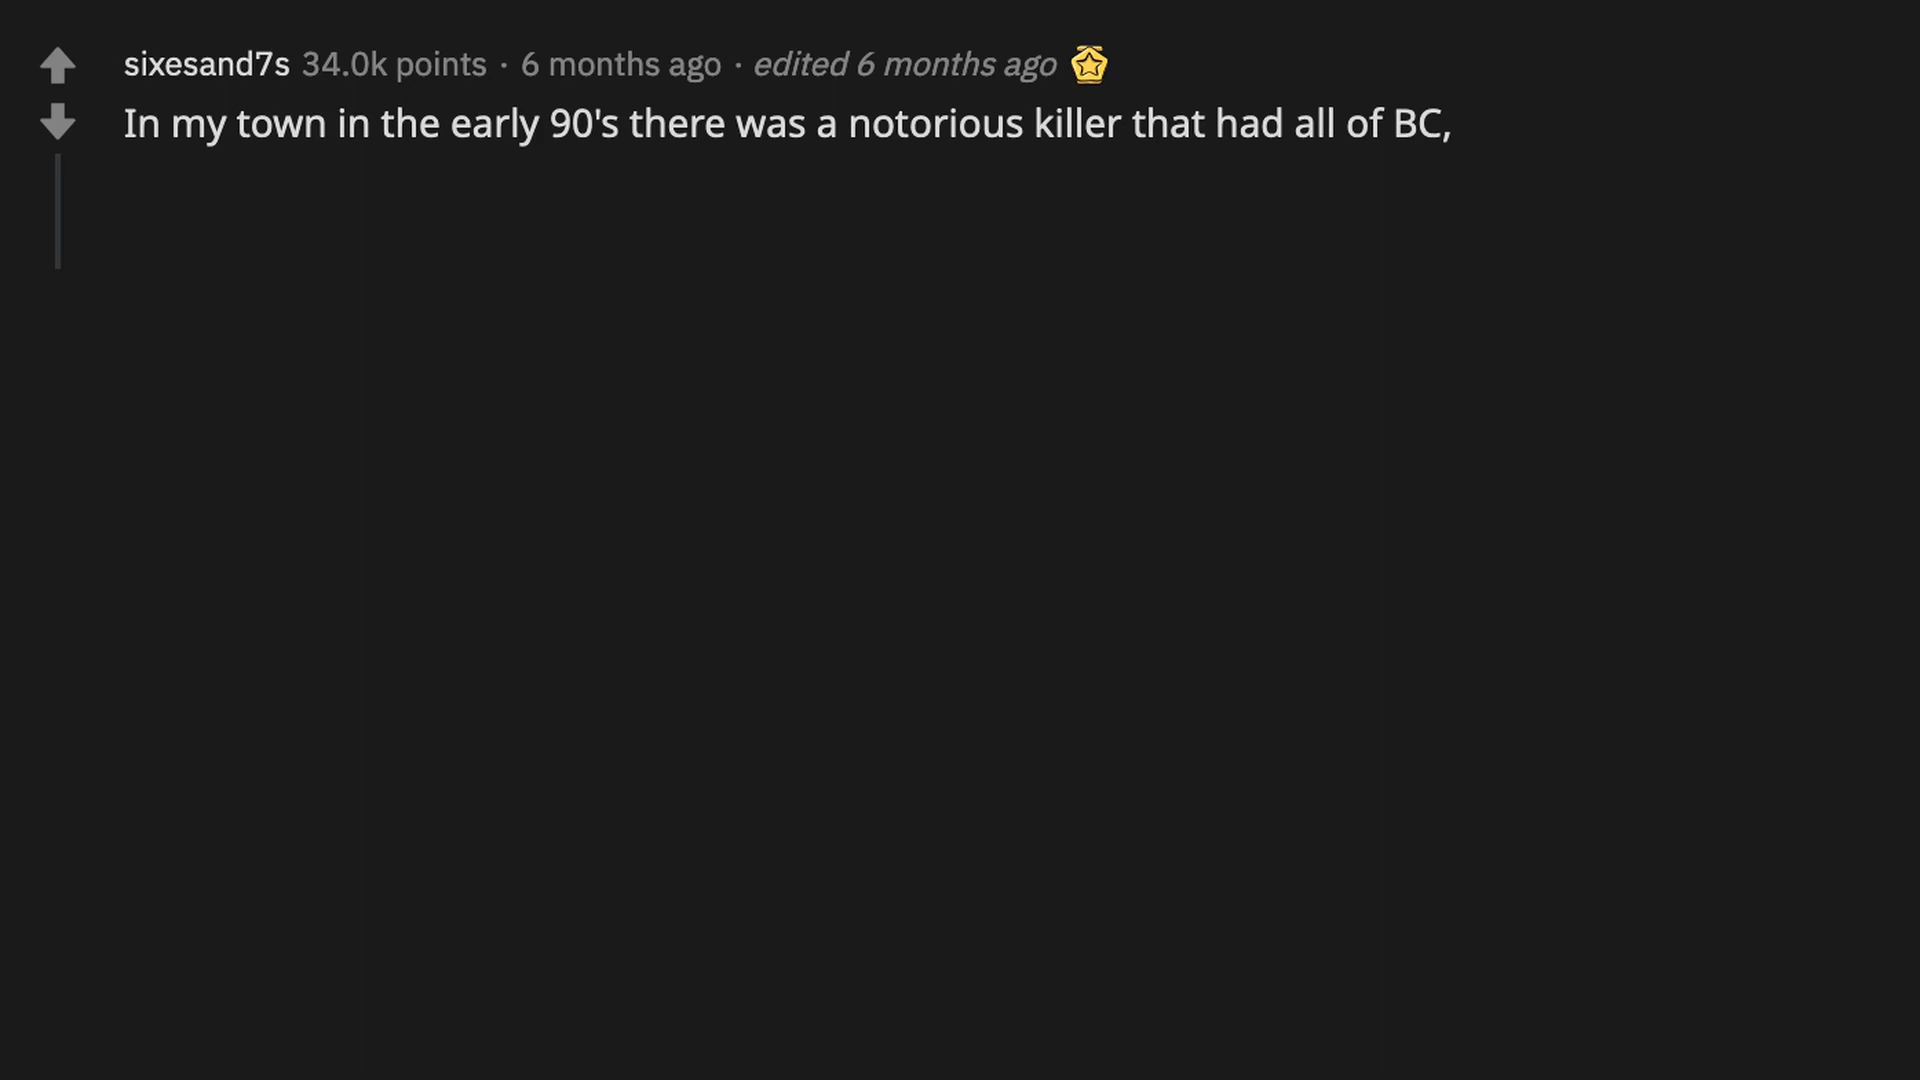 sixesand7s 34.0k points · 6 months ago · edited 6 months ago
In my town in the early 90's there was a notorious killer that had all of BC,